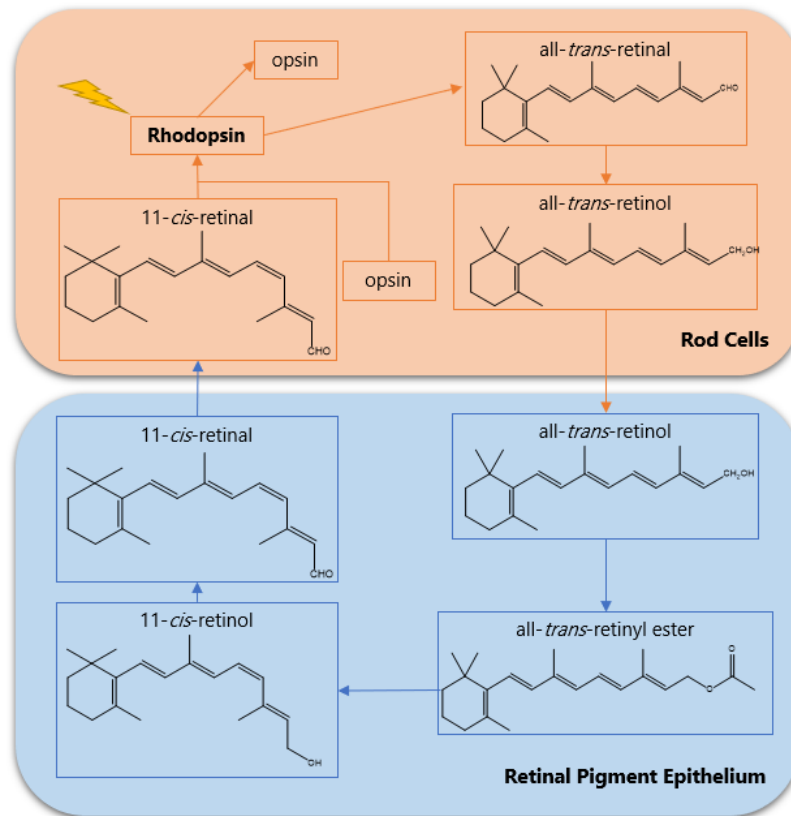 opsin
all-trans-retinal
CHO
Rhodopsin
all-trans-retinol
CH₂OH
11-cis-retinal
CHO
opsin
Rod Cells
11-cis-retinal
CHO
all-trans-retinol
CH₂OH
11-cis-retinol
OH
all-trans-retinyl ester
O
O
Retinal Pigment Epithelium